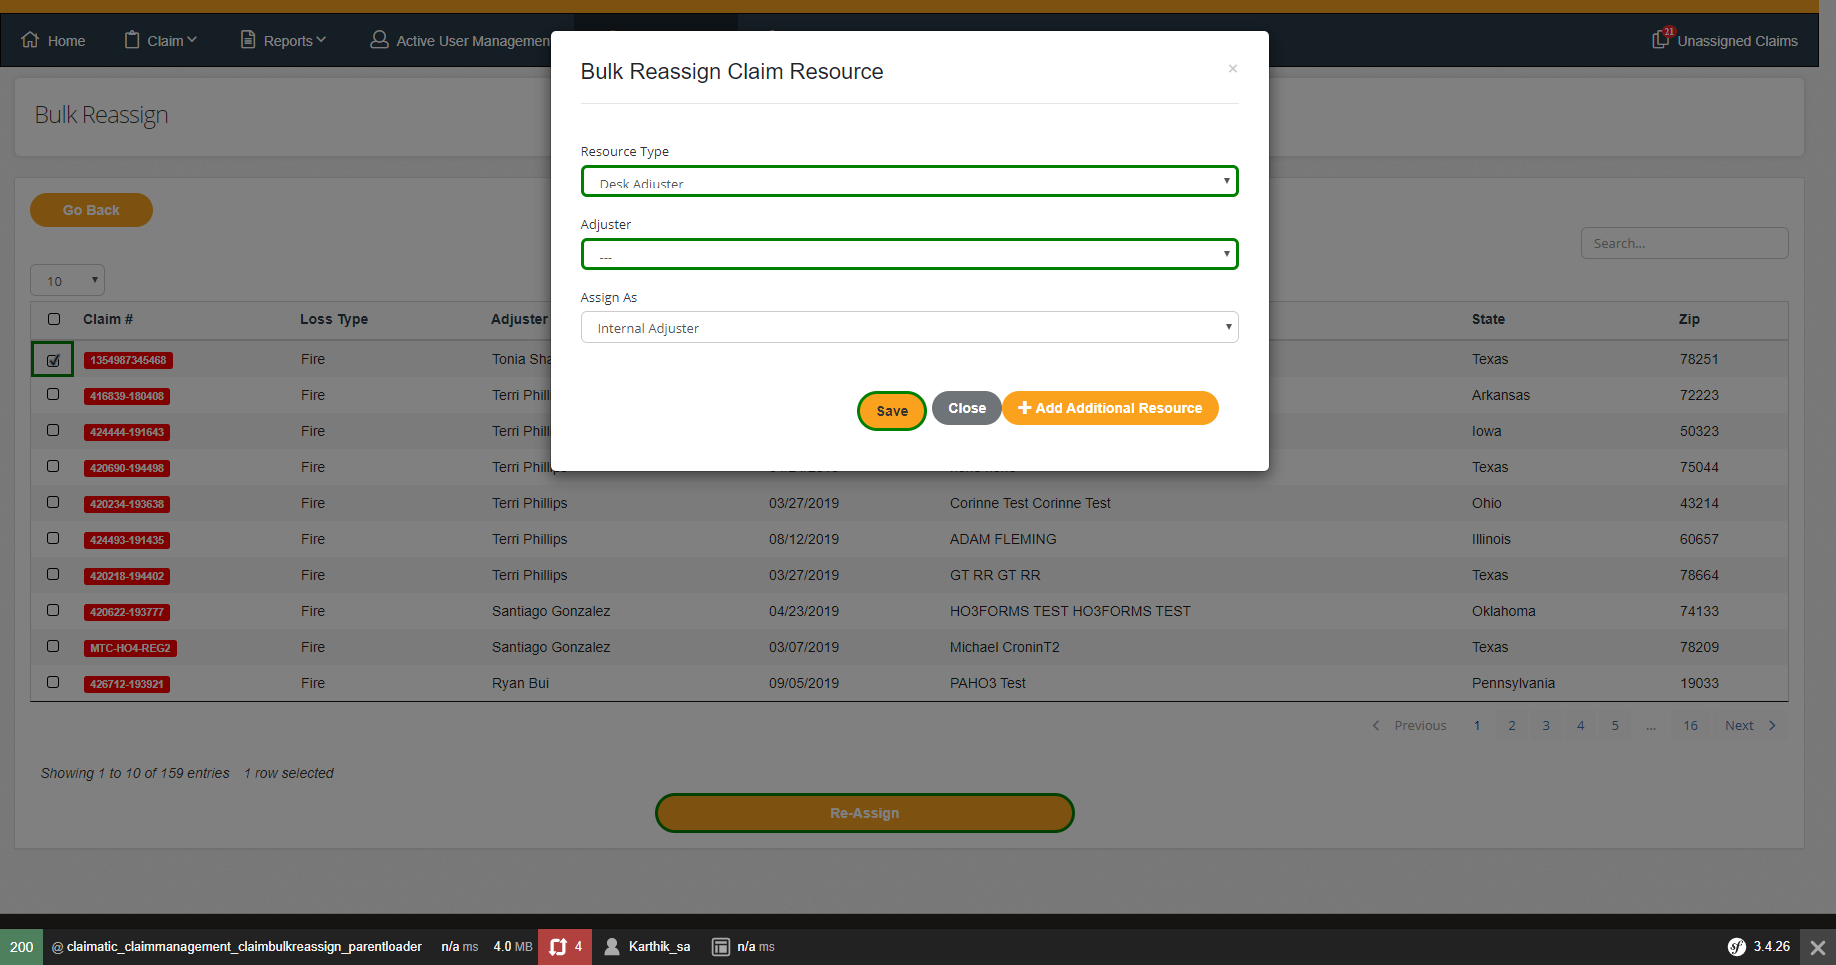 Home
Claim
Reports
Active User Managemen
21
Unassigned Claims
Bulk Reassign
Bulk Reassign Claim Resource
×
Resource Type
Desk Adjuster
Adjuster
---
Assign As
Internal Adjuster
Save
Close
Add Additional Resource
Go Back
Search...
10
Claim # Loss Type Adjuster State Zip
1354987345468 Fire Tonia Sha Texas 78251
416839-180408 Fire Terri Phill Arkansas 72223
424444-191643 Fire Terri Phill Iowa 50323
420690-194498 Fire Terri Phillips Texas 75044
420234-193638 Fire Terri Phillips 03/27/2019 Corinne Test Corinne Test Ohio 43214
424493-191435 Fire Terri Phillips 08/12/2019 ADAM FLEMING Illinois 60657
420218-194402 Fire Terri Phillips 03/27/2019 GT RR GT RR Texas 78664
420622-193777 Fire Santiago Gonzalez 04/23/2019 HO3FORMS TEST HO3FORMS TEST Oklahoma 74133
MTC-HO4-REG2 Fire Santiago Gonzalez 03/07/2019 Michael CroninT2 Texas 78209
426712-193921 Fire Ryan Bui 09/05/2019 PAHO3 Test Pennsylvania 19033
Previous 1 2 3 4 5 ... 16 Next
Showing 1 to 10 of 159 entries 1 row selected
Re-Assign
200 @ claimatic_claimmanagement_claimbulkreassign_parentloader n/a ms 4.0 MB 4 Karthik_sa n/a ms sf 3.4.26